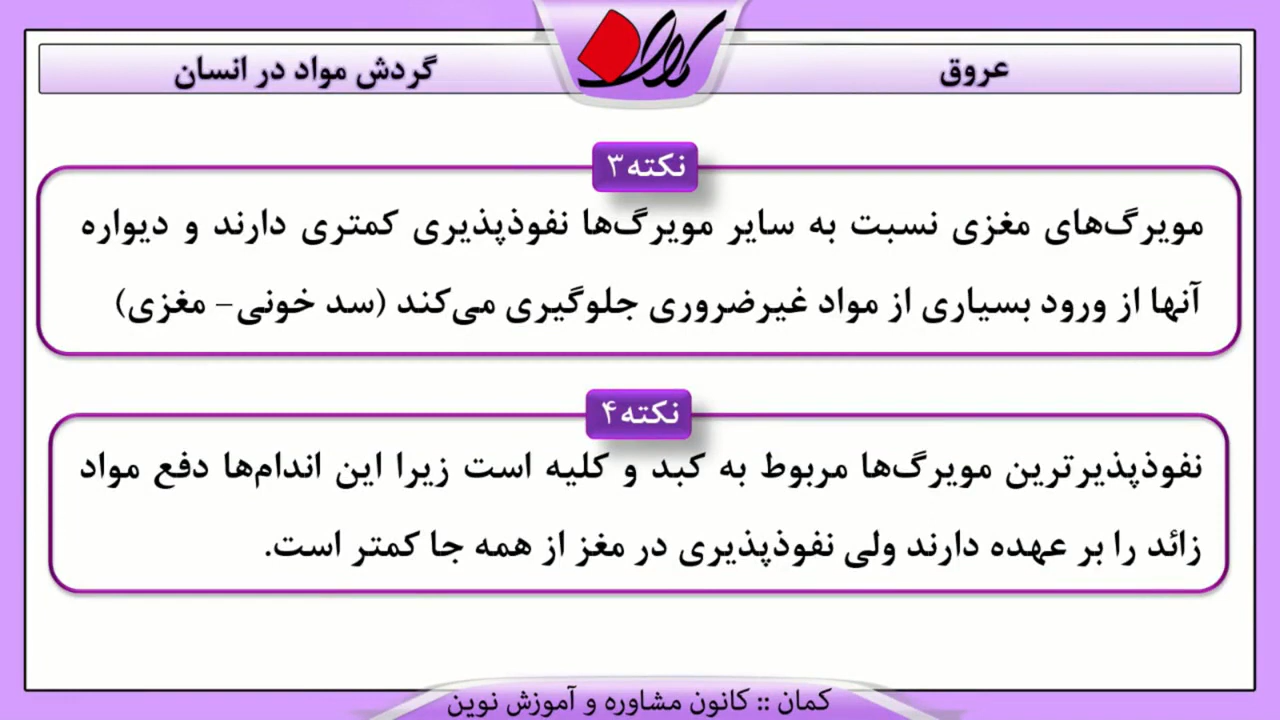 عروق
کمان
گردش مواد در انسان
نکته۳
مویرگ‌های مغزی نسبت به سایر مویرگ‌ها نفوذپذیری کمتری دارند و دیواره
آنها از ورود بسیاری از مواد غیرضروری جلوگیری می‌کند (سد خونی- مغزی)
نکته۴
نفوذپذیرترین مویرگ‌ها مربوط به کبد و کلیه است زیرا این اندام‌ها دفع مواد
زائد را بر عهده دارند ولی نفوذپذیری در مغز از همه جا کمتر است.
کمان :: کانون مشاوره و آموزش نوین